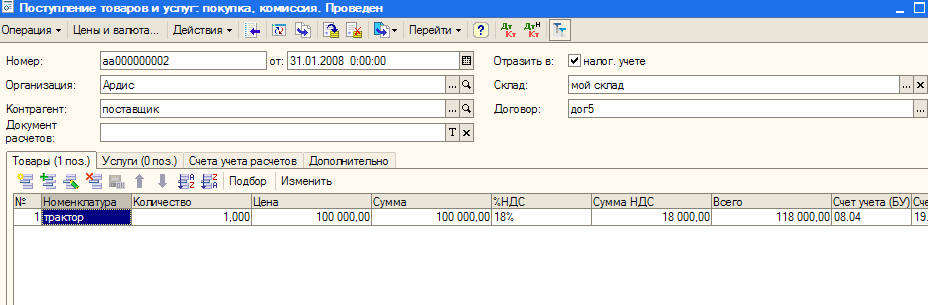 Поступление товаров и услуг: покупка, комиссия. Проведен
Операция Цены и валюта... Действия Перейти ? Дт Кт Дт Н Кт Тт
Номер: аа000000002 от: 31.01.2008 0:00:00 Отразить в: налог. учете
Организация: Ардис ... Склад: мой склад ... x
Контрагент: поставщик ... Договор: дог5 ...
Документ расчетов: T x
Товары (1 поз.) Услуги (0 поз.) Счета учета расчетов Дополнительно
Подбор Изменить
№ Номенклатура Количество Цена Сумма %НДС Сумма НДС Всего Счет учета (БУ) Сче
1 трактор 1,000 100 000,00 100 000,00 18% 18 000,00 118 000,00 08.04 19.